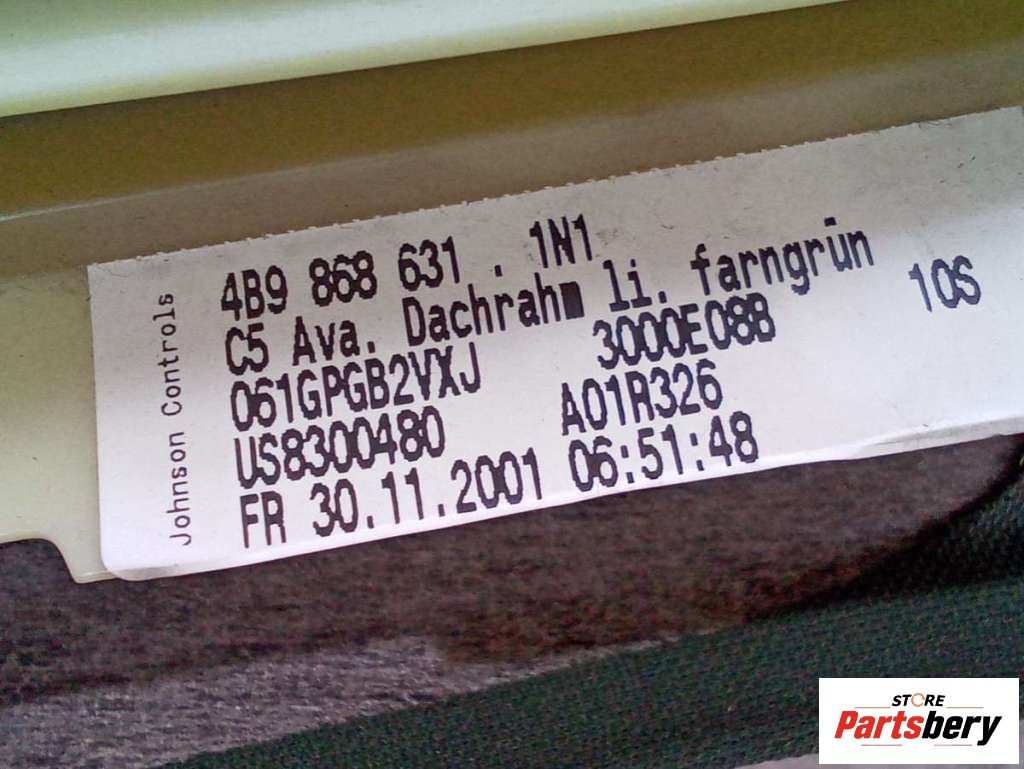 Johnson Controls
4B9 868 631 . 1N1
C5 Ava. Dachrahm li. farngrün
061GPGB2VXJ 3000E08B 10S
US8300480 A01R326
FR 30.11.2001 06:51:48
STORE
Partsbery